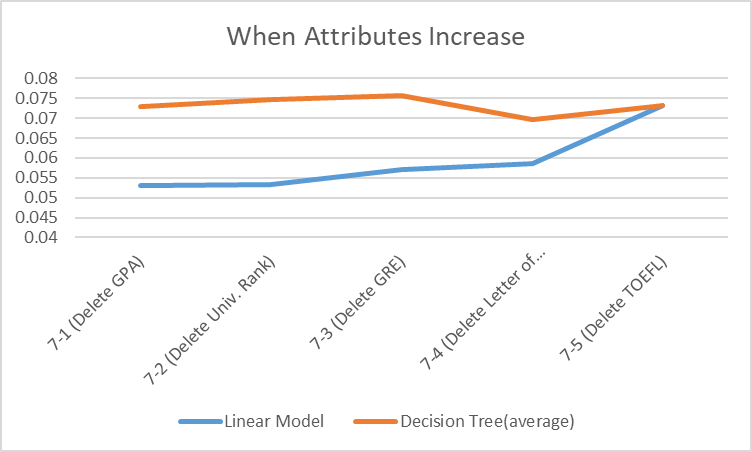 When Attributes Increase
0.08
0.075
0.07
0.065
0.06
0.055
0.05
0.045
0.04
7-1 (Delete GPA)
7-2 (Delete Univ. Rank)
7-3 (Delete GRE)
7-4 (Delete Letter of...
7-5 (Delete TOEFL)
Linear Model
Decision Tree(average)